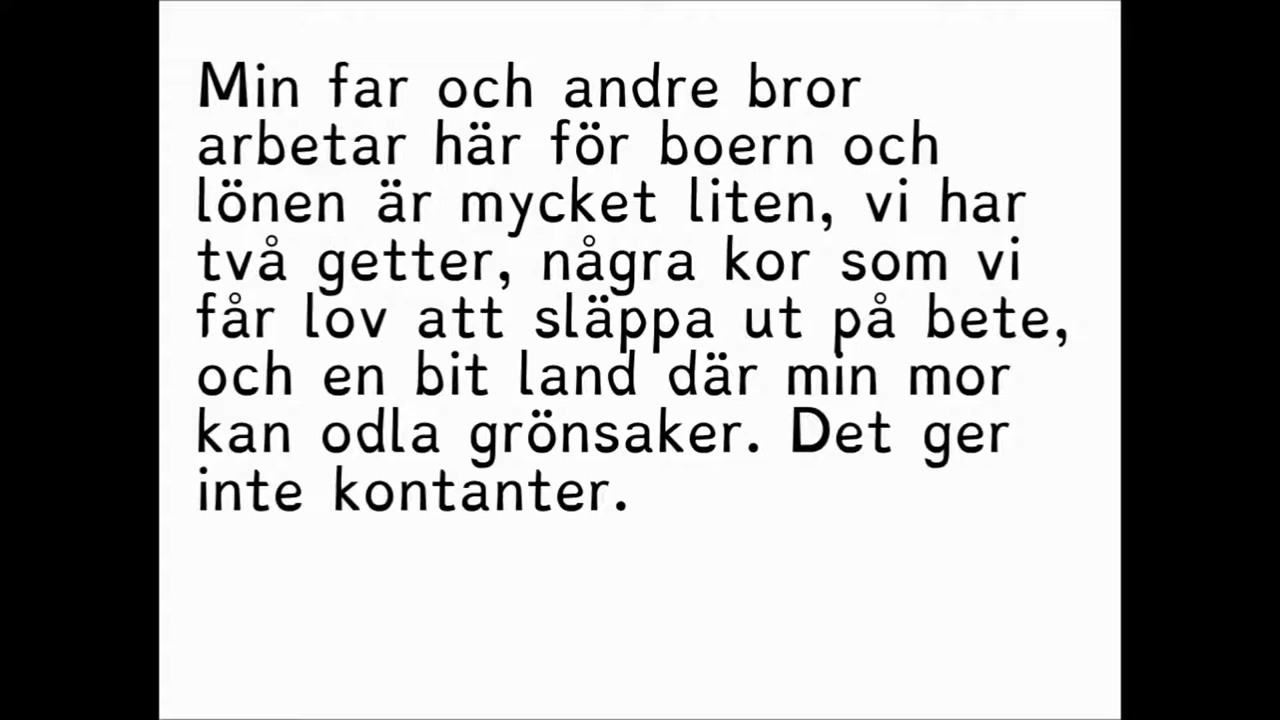 Min far och andre bror
arbetar här för boern och
lönen är mycket liten, vi har
två getter, några kor som vi
får lov att släppa ut på bete,
och en bit land där min mor
kan odla grönsaker. Det ger
inte kontanter.